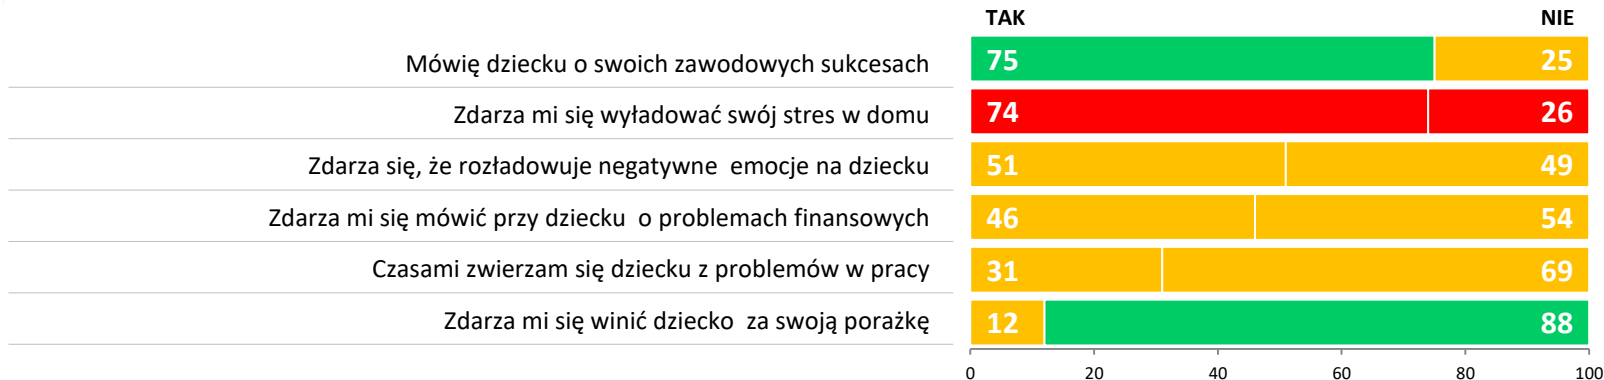 TAK NIE
Mówię dziecku o swoich zawodowych sukcesach 75 25
Zdarza mi się wyładować swój stres w domu 74 26
Zdarza się, że rozładowuje negatywne  emocje na dziecku 51 49
Zdarza mi się mówić przy dziecku  o problemach finansowych 46 54
Czasami zwierzam się dziecku z problemów w pracy 31 69
Zdarza mi się winić dziecko  za swoją porażkę 12 88
0 20 40 60 80 100